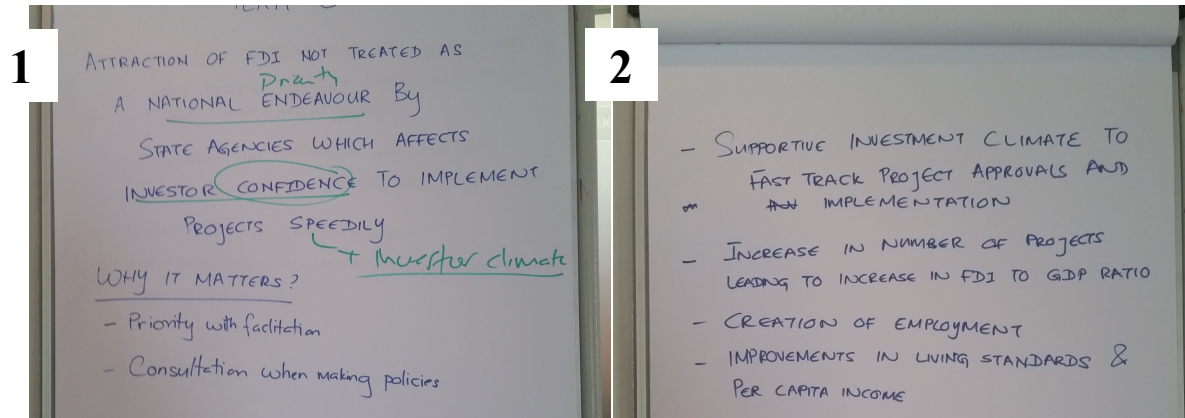 1
ATTRACTION OF FDI NOT TREATED AS
Priority
A NATIONAL ENDEAVOUR By
STATE AGENCIES WHICH AFFECTS
INVESTOR CONFIDENCE TO IMPLEMENT
PROJECTS SPEEDILY
+ Investor climate
WHY IT MATTERS?
- Priority with faclitation
- Consultation when making policies
2
- SUPPORTIVE INVESTMENT CLIMATE TO
FAST TRACK PROJECT APPROVALS AND
IMPLEMENTATION
- INCREASE IN NUMBER OF PROJECTS
LEADNG TO INCREASE IN FDI TO GDP RATIO
- CREATION OF EMPLOYMENT
- IMPROVEMENTS IN LIVING STANDARDS &
PER CAPITA INCOME